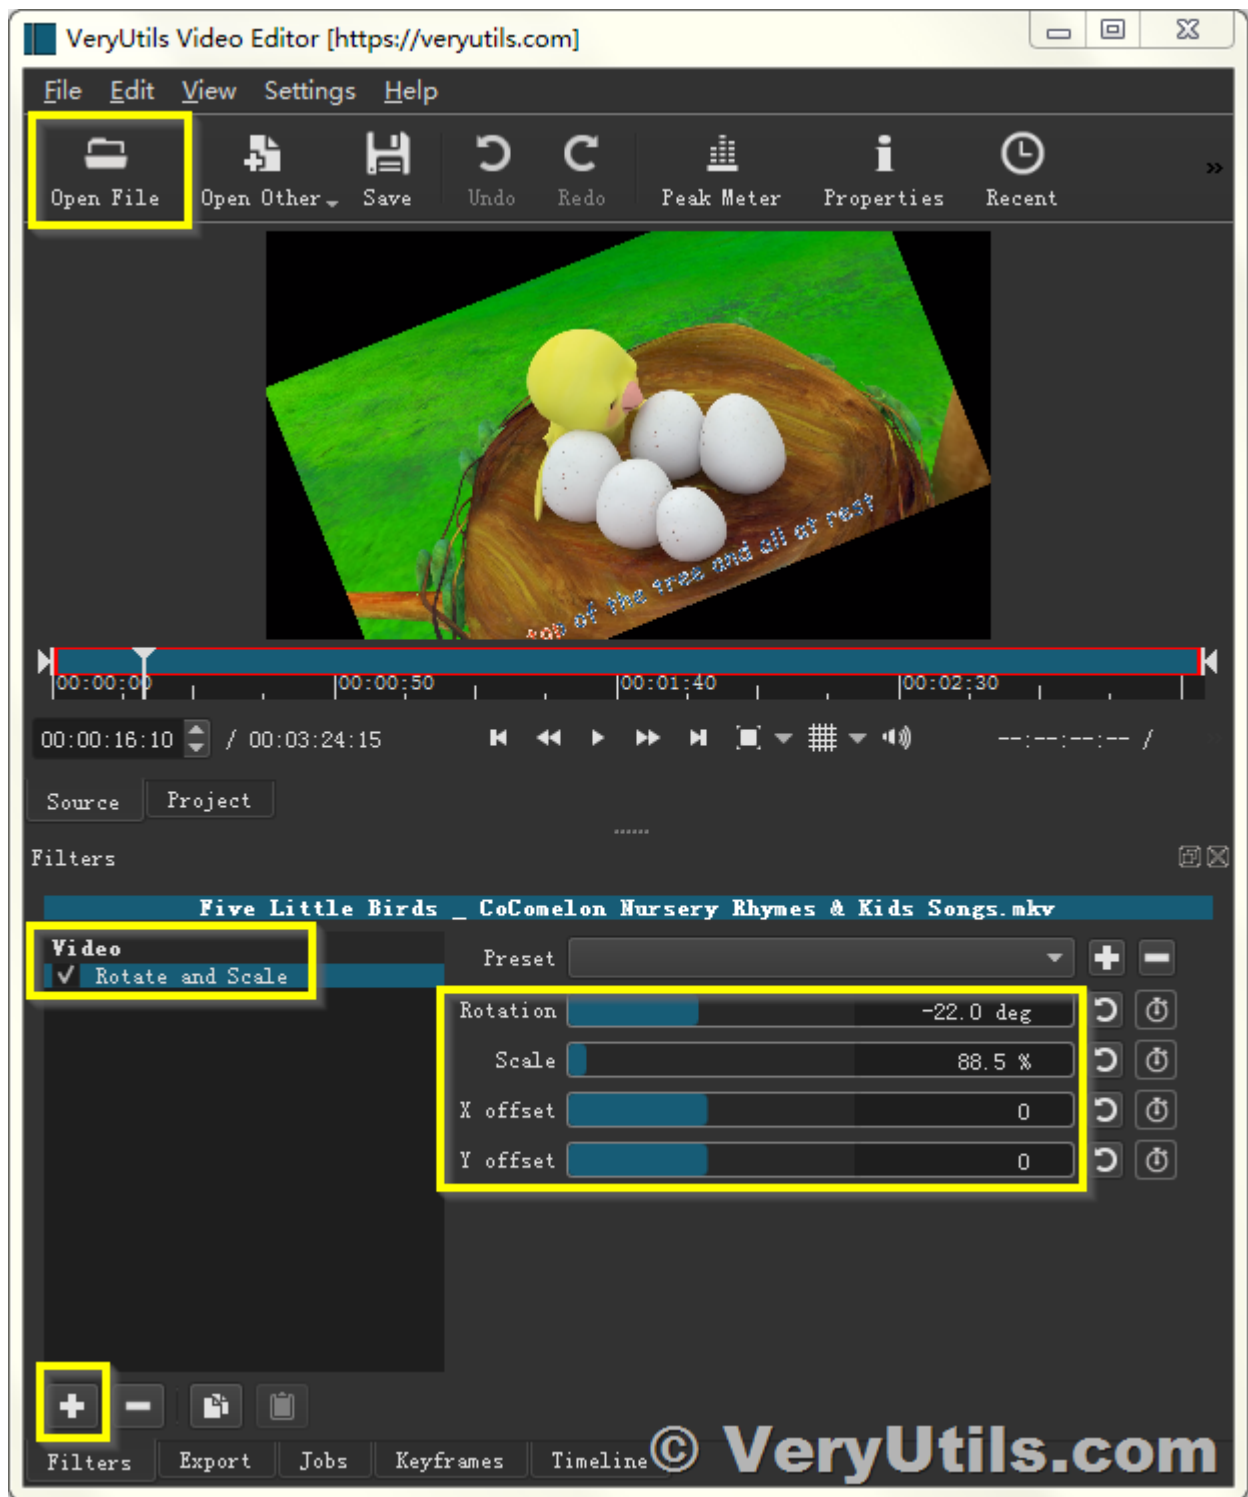 VeryUtils Video Editor [https://veryutils.com]
File Edit View Settings Help
Open File Open Other Save Undo Redo Peak Meter Properties Recent »
top of the tree and all at rest
00:00:00 00:00:50 00:01:40 00:02:30
00:00:16:10 / 00:03:24:15 --:--:--:-- /
Source Project
Filters
Five Little Birds _ CoComelon Nursery Rhymes & Kids Songs.mkv
Video
Rotate and Scale
Preset
Rotation -22.0 deg
Scale 88.5 %
X offset 0
Y offset 0
Filters Export Jobs Keyframes Timeline
© VeryUtils.com